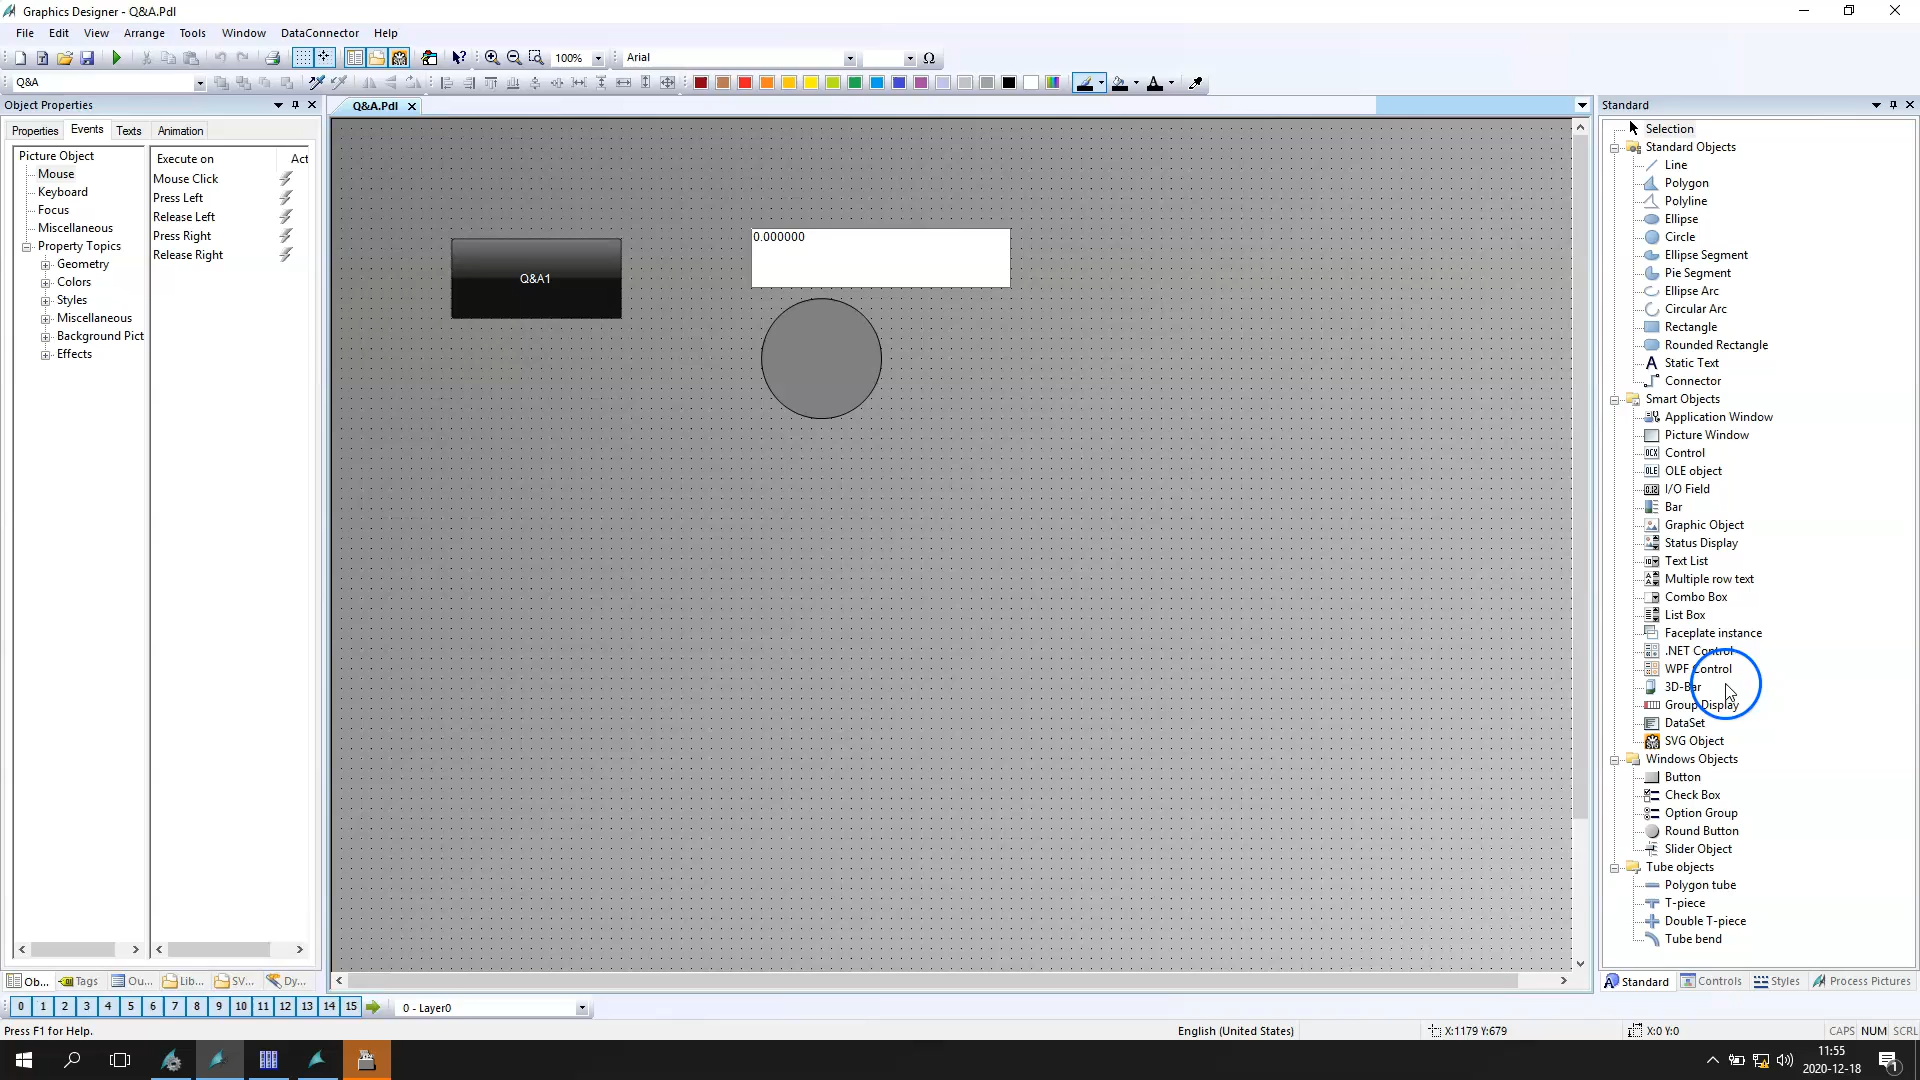 Graphics Designer - Q&A.Pdl
File Edit View Arrange Tools Window DataConnector Help
100% Arial
Q&A
Object Properties
Properties Events Texts Animation
Picture Object
Mouse
Keyboard
Focus
Miscellaneous
Property Topics
Geometry
Colors
Styles
Miscellaneous
Background Pict
Effects
Execute on Act
Mouse Click
Press Left
Release Left
Press Right
Release Right
Q&A.Pdl
Q&A1
0.000000
Standard
Selection
Standard Objects
Line
Polygon
Polyline
Ellipse
Circle
Ellipse Segment
Pie Segment
Ellipse Arc
Circular Arc
Rectangle
Rounded Rectangle
Static Text
Connector
Smart Objects
Application Window
Picture Window
Control
OLE object
I/O Field
Bar
Graphic Object
Status Display
Text List
Multiple row text
Combo Box
List Box
Faceplate instance
.NET Control
WPF Control
3D-Bar
Group Display
DataSet
SVG Object
Windows Objects
Button
Check Box
Option Group
Round Button
Slider Object
Tube objects
Polygon tube
T-piece
Double T-piece
Tube bend
Ob... Tags Ou... Lib... SV... Dy...
Standard Controls Styles Process Pictures
0 1 2 3 4 5 6 7 8 9 10 11 12 13 14 15 0 - Layer0
Press F1 for Help. English (United States) X:1179 Y:679 X:0 Y:0 CAPS NUM SCRL
11:55
2020-12-18
1